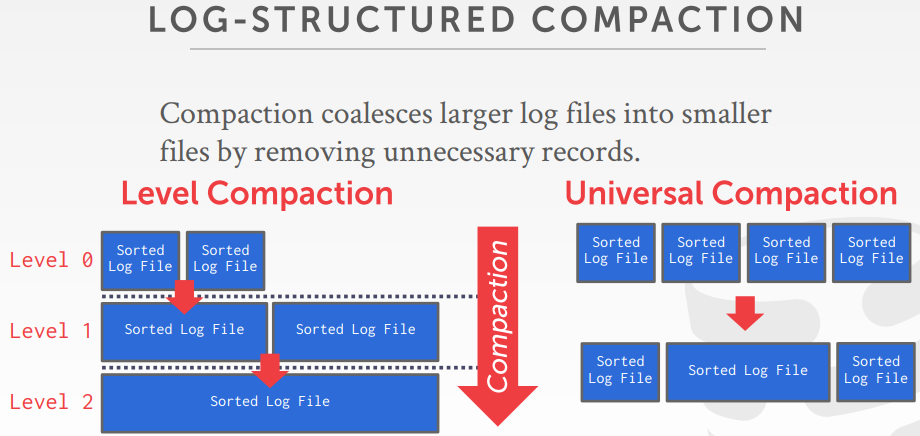 LOG-STRUCTURED COMPACTION
Compaction coalesces larger log files into smaller
files by removing unnecessary records.
Level Compaction
Level 0
Sorted
Log File
Sorted
Log File
Level 1
Sorted Log File
Sorted Log File
Level 2
Sorted Log File
Compaction
Universal Compaction
Sorted
Log File
Sorted
Log File
Sorted
Log File
Sorted
Log File
Sorted
Log File
Sorted Log File
Sorted
Log File